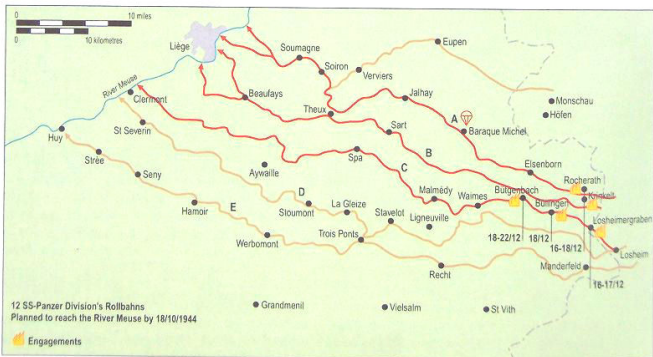 0
10 miles
0
10 kilometres
Liége
Soumagne
Eupen
Soiron
Verviers
River Meuse
Clermont
Beaufays
Theux
Jalhay
Monschau
Höfen
A
Baraque Michel
St Severin
Sart
Huy
Strée
Spa
B
Elsenborn
Seny
Aywaille
C
Rocherath
Krinkelt
D
Malmédy
Waimes
Butgenbach
Büllingen
Hamoir
E
Stoumont
La Gleize
Stavelot
Ligneuville
Losheimergraben
Werbomont
Trois Ponts
18-22/12
18/12
16-18/12
Losheim
Recht
Manderfeld
16-17/12
12 SS-Panzer Division's Rollbahns
Planned to reach the River Meuse by 18/10/1944
Grandmenil
Vielsalm
St Vith
Engagements